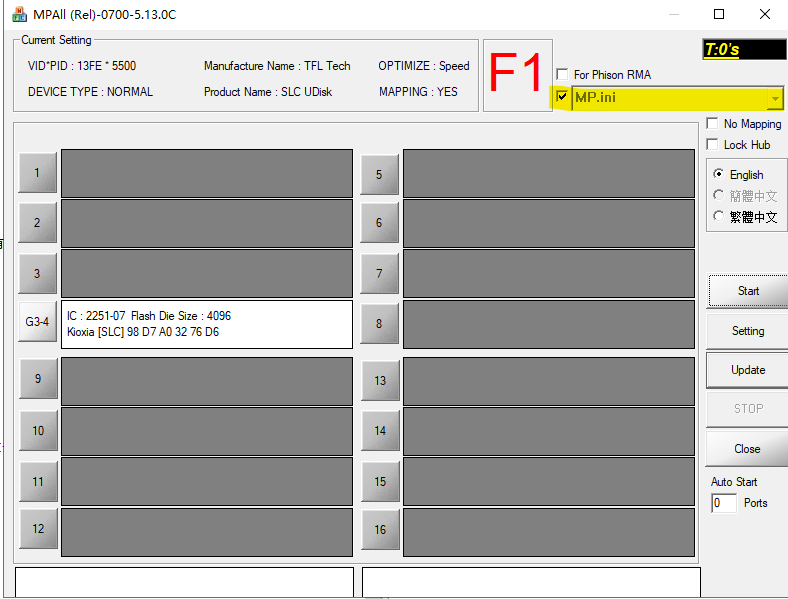 MPAll (Rel)-0700-5.13.0C
Current Setting
VID*PID : 13FE * 5500
Manufacture Name : TFL Tech
OPTIMIZE : Speed
DEVICE TYPE : NORMAL
Product Name : SLC UDisk
MAPPING : YES
F1
T:0's
For Phison RMA
MP.ini
No Mapping
Lock Hub
English
簡體中文
繁體中文
1
2
3
G3-4
IC : 2251-07 Flash Die Size : 4096
Kioxia [SLC] 98 D7 A0 32 76 D6
9
10
11
12
5
6
7
8
13
14
15
16
Start
Setting
Update
STOP
Close
Auto Start
0 Ports